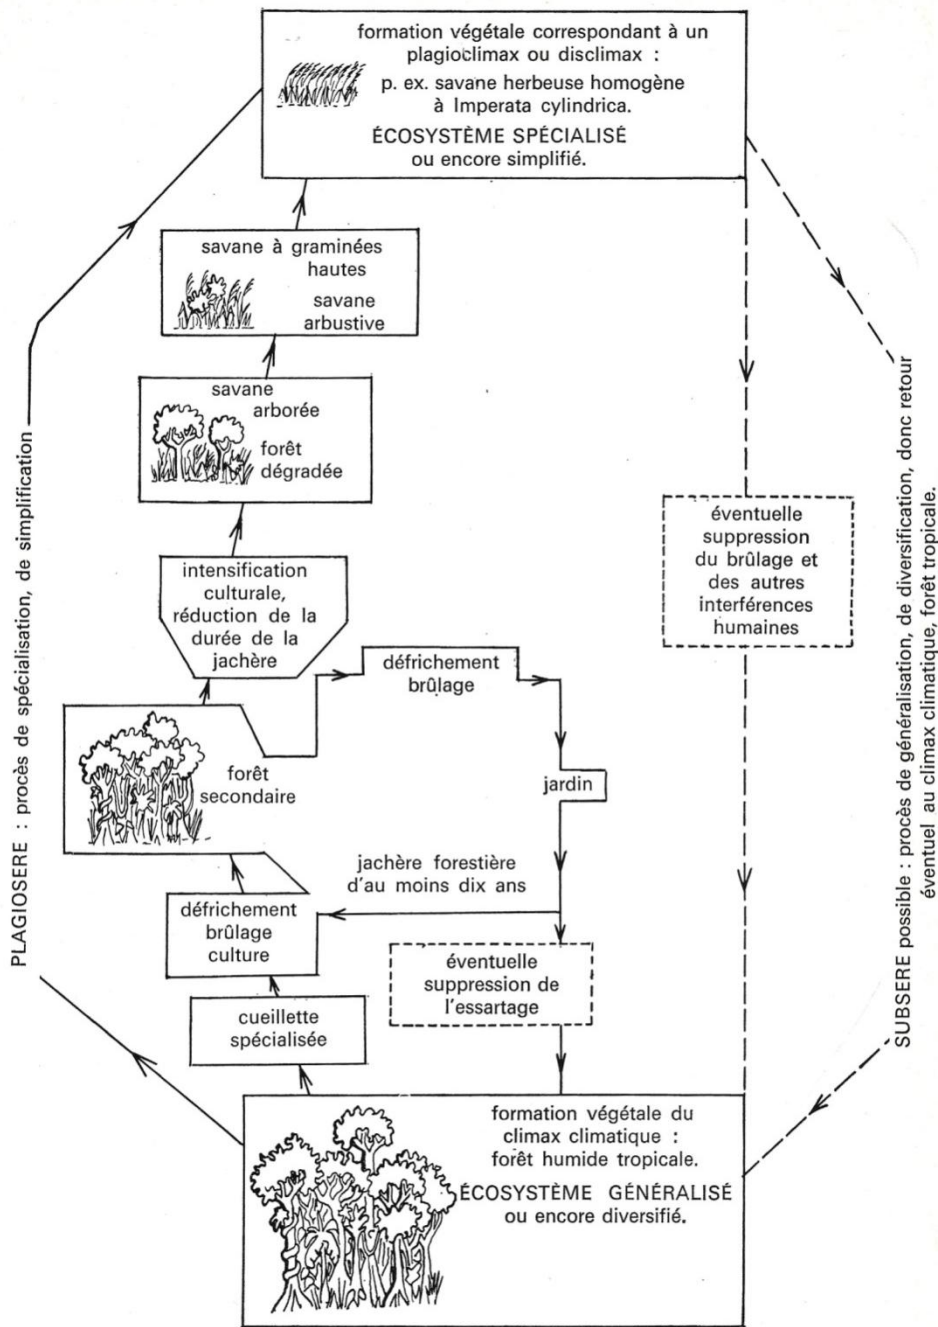 formation végétale correspondant à un
plagioclimax ou disclimax :
p. ex. savane herbeuse homogène
à Imperata cylindrica.
ÉCOSYSTÈME SPÉCIALISÉ
ou encore simplifié.
savane à graminées
hautes
savane
arbustive
savane
arborée
forêt
dégradée
intensification
culturale,
réduction de la
durée de la
jachère
défrichement
brûlage
forêt
secondaire
jardin
jachère forestière
d'au moins dix ans
défrichement
brûlage
culture
éventuelle
suppression de
l'essartage
cueillette
spécialisée
éventuelle
suppression
du brûlage et
des autres
interférences
humaines
formation végétale du
climax climatique :
forêt humide tropicale.
ÉCOSYSTÈME GÉNÉRALISÉ
ou encore diversifié.
PLAGIOSERE : procès de spécialisation, de simplification
SUBSERE possible : procès de généralisation, de diversification, donc retour
éventuel au climax climatique, forêt tropicale.